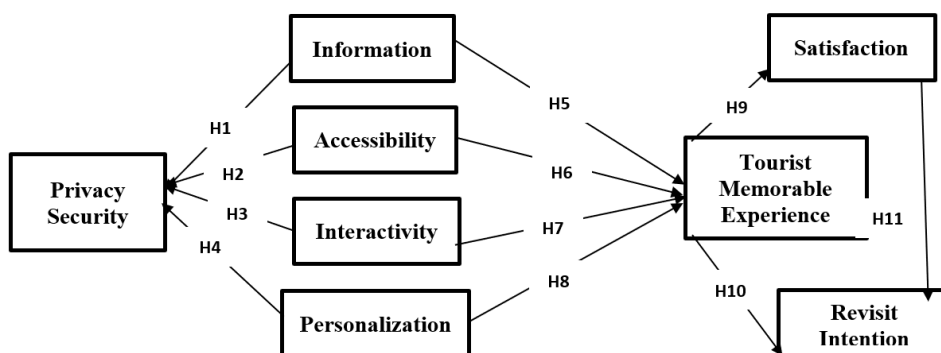 Information
Satisfaction
H5
H9
H1
Accessibility
H2
H6
Privacy
Security
Tourist
Memorable
Experience
H3
Interactivity
H7
H11
H4
H8
H10
Personalization
Revisit
Intention